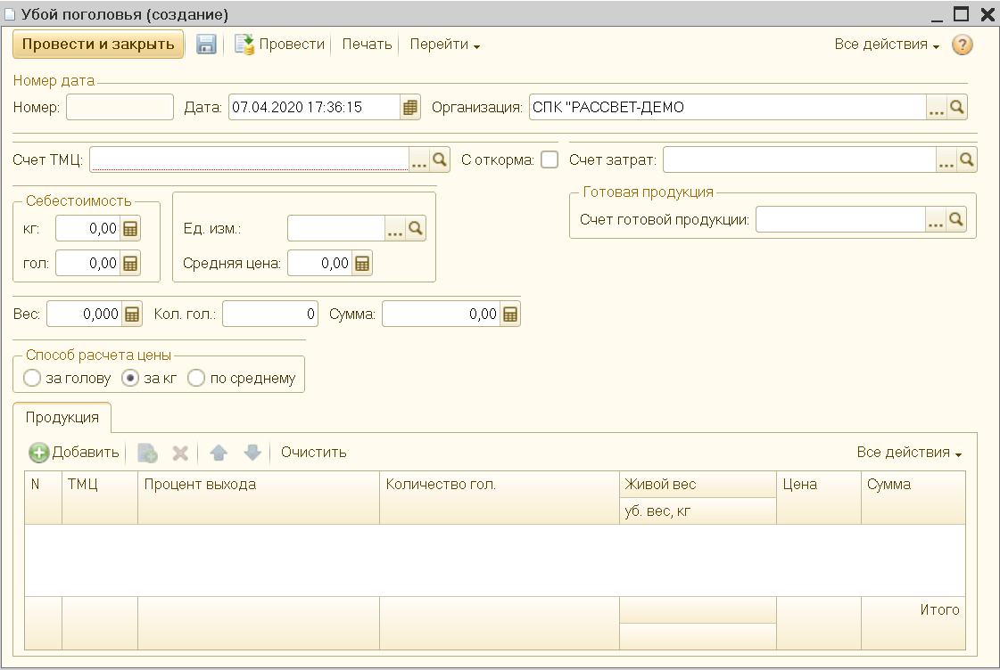 Убой поголовья (создание)
Провести и закрыть Провести Печать Перейти Все действия ?
Номер дата
Номер: Дата: 07.04.2020 17:36:15 Организация: СПК "РАССВЕТ-ДЕМО ...
Счет ТМЦ: ... С откорма: Счет затрат: ...
Себестоимость Готовая продукция
кг: 0,00 Ед. изм.: ... Счет готовой продукции: ...
гол: 0,00 Средняя цена: 0,00
Вес: 0,000 Кол. гол.: 0 Сумма: 0,00
Способ расчета цены
за голову за кг по среднему
Продукция
Добавить Очистить Все действия
N ТМЦ Процент выхода Количество гол. Живой вес Цена Сумма
уб. вес, кг
Итого